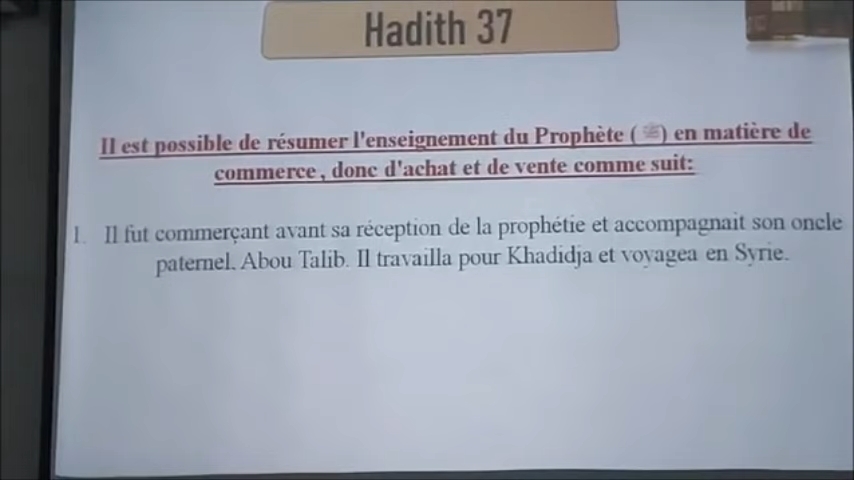 Hadith 37
Il est possible de résumer l'enseignement du Prophète (ﷺ) en matière de
commerce, donc d'achat et de vente comme suit:
1. Il fut commerçant avant sa réception de la prophétie et accompagnait son oncle
paternel. Abou Talib. Il travailla pour Khadidja et voyagea en Syrie.